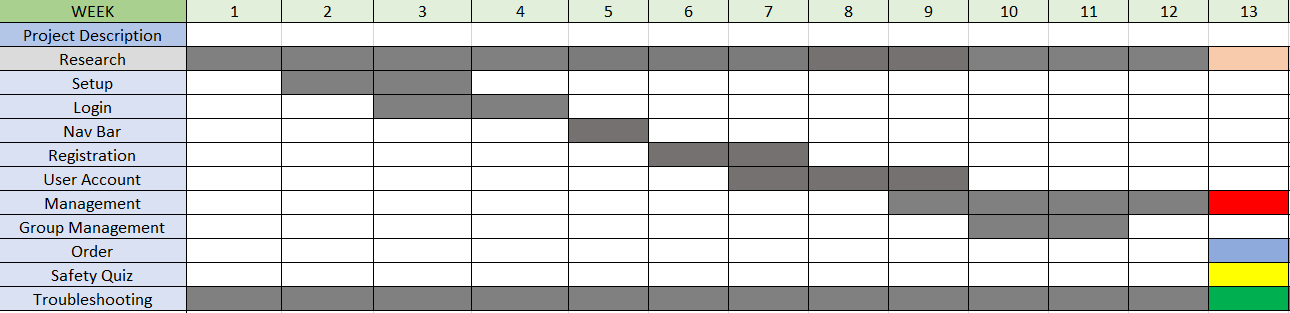 WEEK 1 2 3 4 5 6 7 8 9 10 11 12 13
Project Description
Research
Setup
Login
Nav Bar
Registration
User Account
Management
Group Management
Order
Safety Quiz
Troubleshooting